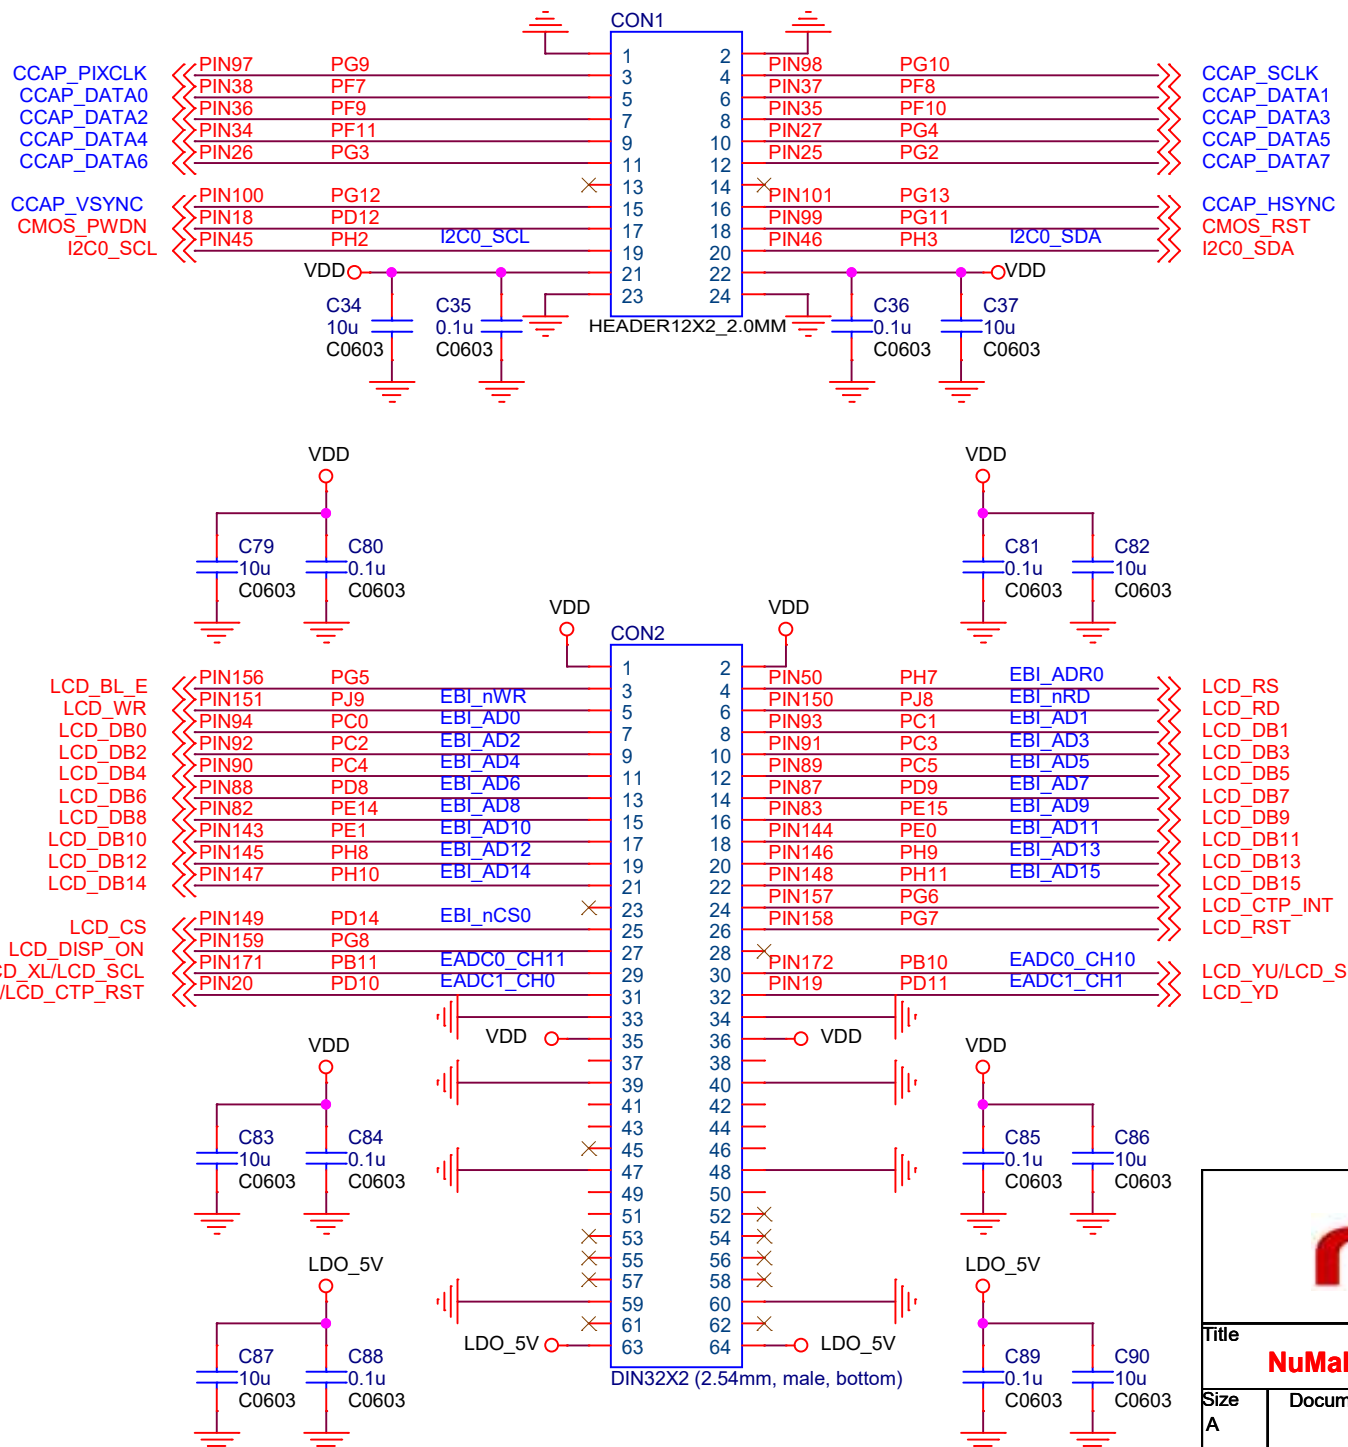 CON1
1 2
CCAP_PIXCLK PIN97 PG9 3 4 PIN98 PG10 CCAP_SCLK
CCAP_DATA0 PIN38 PF7 5 6 PIN37 PF8 CCAP_DATA1
CCAP_DATA2 PIN36 PF9 7 8 PIN35 PF10 CCAP_DATA3
CCAP_DATA4 PIN34 PF11 9 10 PIN27 PG4 CCAP_DATA5
CCAP_DATA6 PIN26 PG3 11 12 PIN25 PG2 CCAP_DATA7
13 14
CCAP_VSYNC PIN100 PG12 15 16 PIN101 PG13 CCAP_HSYNC
CMOS_PWDN PIN18 PD12 17 18 PIN99 PG11 CMOS_RST
I2C0_SCL PIN45 PH2 I2C0_SCL 19 20 PIN46 PH3 I2C0_SDA I2C0_SDA
VDD 21 22 VDD
23 24
C34 C35 C36 C37
10u 0.1u HEADER12X2_2.0MM 0.1u 10u
C0603 C0603 C0603 C0603
VDD VDD
C79 C80 C81 C82
10u 0.1u 0.1u 10u
C0603 C0603 C0603 C0603
VDD VDD
CON2
1 2
LCD_BL_E PIN156 PG5 3 4 PIN50 PH7 EBI_ADR0 LCD_RS
LCD_WR PIN151 PJ9 EBI_nWR 5 6 PIN150 PJ8 EBI_nRD LCD_RD
LCD_DB0 PIN94 PC0 EBI_AD0 7 8 PIN93 PC1 EBI_AD1 LCD_DB1
LCD_DB2 PIN92 PC2 EBI_AD2 9 10 PIN91 PC3 EBI_AD3 LCD_DB3
LCD_DB4 PIN90 PC4 EBI_AD4 11 12 PIN89 PC5 EBI_AD5 LCD_DB5
LCD_DB6 PIN88 PD8 EBI_AD6 13 14 PIN87 PD9 EBI_AD7 LCD_DB7
LCD_DB8 PIN82 PE14 EBI_AD8 15 16 PIN83 PE15 EBI_AD9 LCD_DB9
LCD_DB10 PIN143 PE1 EBI_AD10 17 18 PIN144 PE0 EBI_AD11 LCD_DB11
LCD_DB12 PIN145 PH8 EBI_AD12 19 20 PIN146 PH9 EBI_AD13 LCD_DB13
LCD_DB14 PIN147 PH10 EBI_AD14 21 22 PIN148 PH11 EBI_AD15 LCD_DB15
23 24 PIN157 PG6 LCD_CTP_INT
LCD_CS PIN149 PD14 EBI_nCS0 25 26 PIN158 PG7 LCD_RST
LCD_DISP_ON PIN159 PG8 27 28
D_XL/LCD_SCL PIN171 PB11 EADC0_CH11 29 30 PIN172 PB10 EADC0_CH10 LCD_YU/LCD_S
/LCD_CTP_RST PIN20 PD10 EADC1_CH0 31 32 PIN19 PD11 EADC1_CH1 LCD_YD
33 34
VDD 35 36 VDD
37 38
39 40
41 42
43 44
45 46
47 48
49 50
51 52
53 54
55 56
57 58
59 60
61 62
LDO_5V 63 64 LDO_5V
DIN32X2 (2.54mm, male, bottom)
VDD VDD
C83 C84 C85 C86
10u 0.1u 0.1u 10u
C0603 C0603 C0603 C0603
LDO_5V LDO_5V
C87 C88 C89 C90
10u 0.1u 0.1u 10u
C0603 C0603 C0603 C0603
Title
NuMa
Size Docum
A